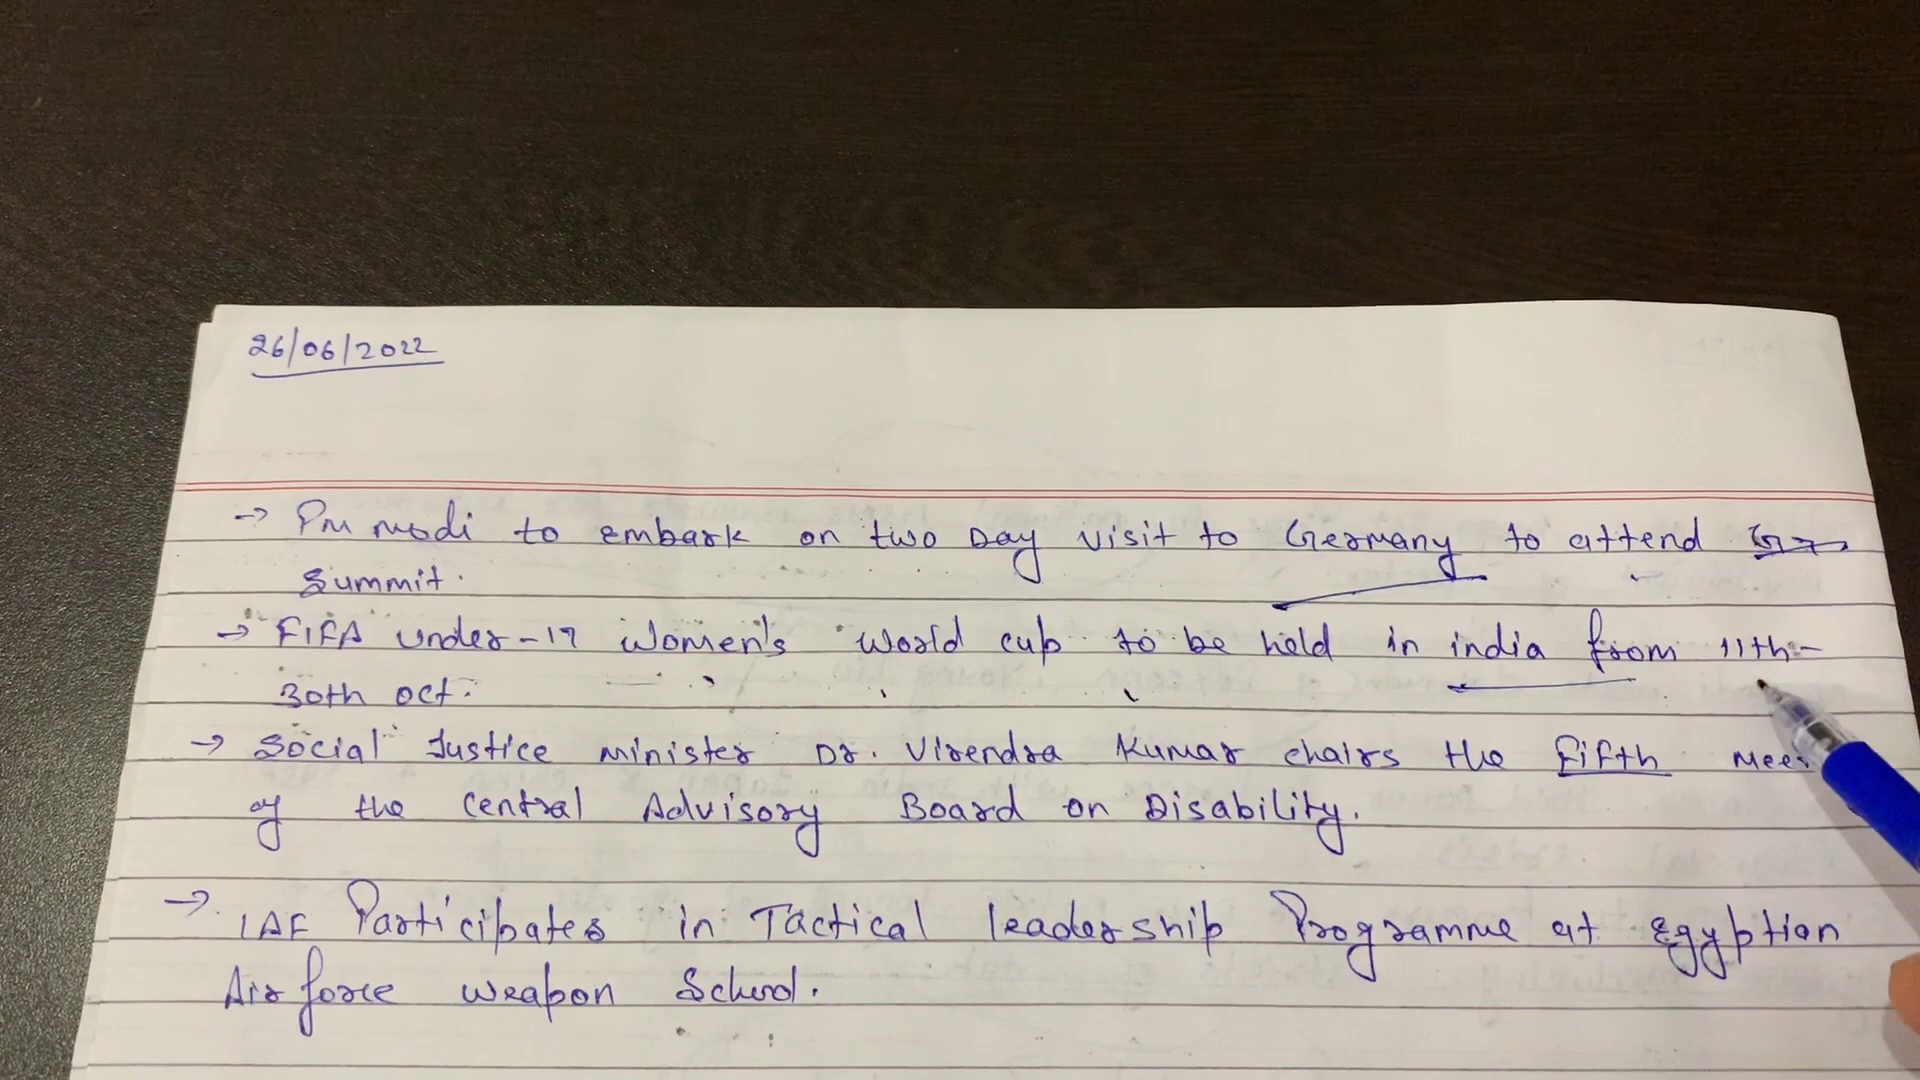 26/06/2022
→ PM modi to embark on two Day visit to Germany to attend G7
Summit.
→ FIFA under-17 women's world cup to be held in india from 11th-
30th oct.
→ Social Justice minister Dr. Virendra Kumar chairs the Fifth Mee
of the central Advisory Board on Disability.
→ IAF Participates in Tactical leadership Programme at Egyptian
Air force weapon School.